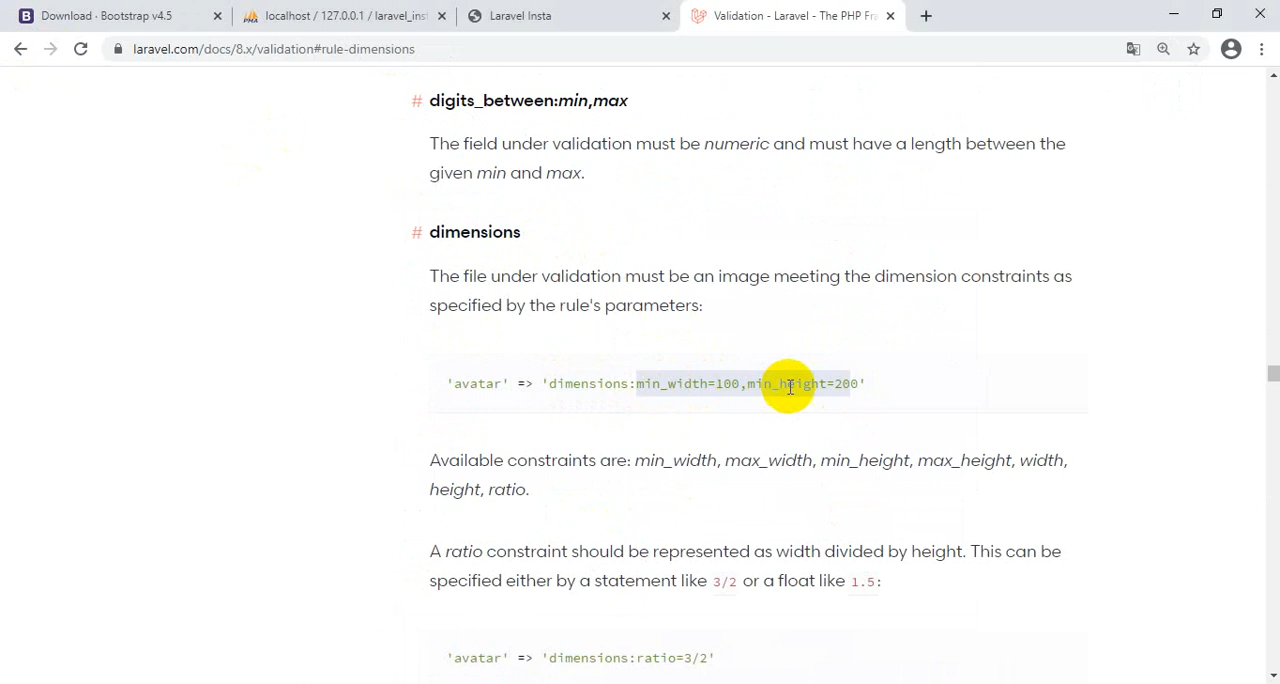 Download · Bootstrap v4.5
localhost / 127.0.0.1 / laravel_inst
Laravel Insta
Validation - Laravel - The PHP Fra
laravel.com/docs/8.x/validation#rule-dimensions
# digits_between:min,max
The field under validation must be numeric and must have a length between the
given min and max.
# dimensions
The file under validation must be an image meeting the dimension constraints as
specified by the rule's parameters:
'avatar' => 'dimensions:min_width=100,min_height=200'
Available constraints are: min_width, max_width, min_height, max_height, width,
height, ratio.
A ratio constraint should be represented as width divided by height. This can be
specified either by a statement like 3/2 or a float like 1.5:
'avatar' => 'dimensions:ratio=3/2'